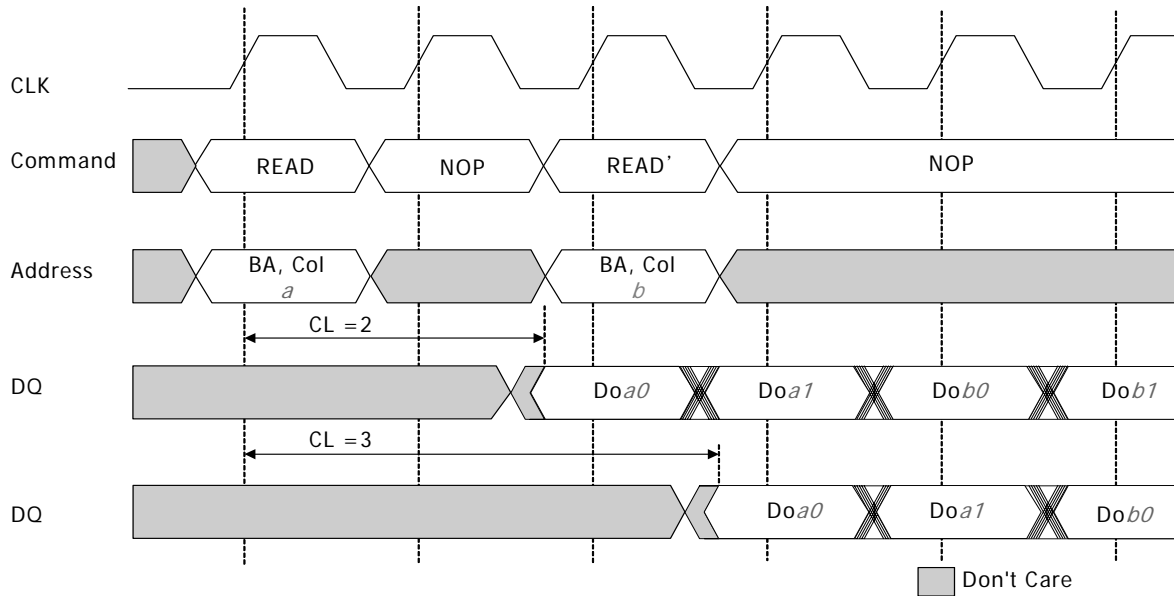 CLK
Command READ NOP READ' NOP
Address BA, Col a BA, Col b
CL =2
DQ Doa0 Doa1 Dob0 Dob1
CL =3
DQ Doa0 Doa1 Dob0
Don't Care